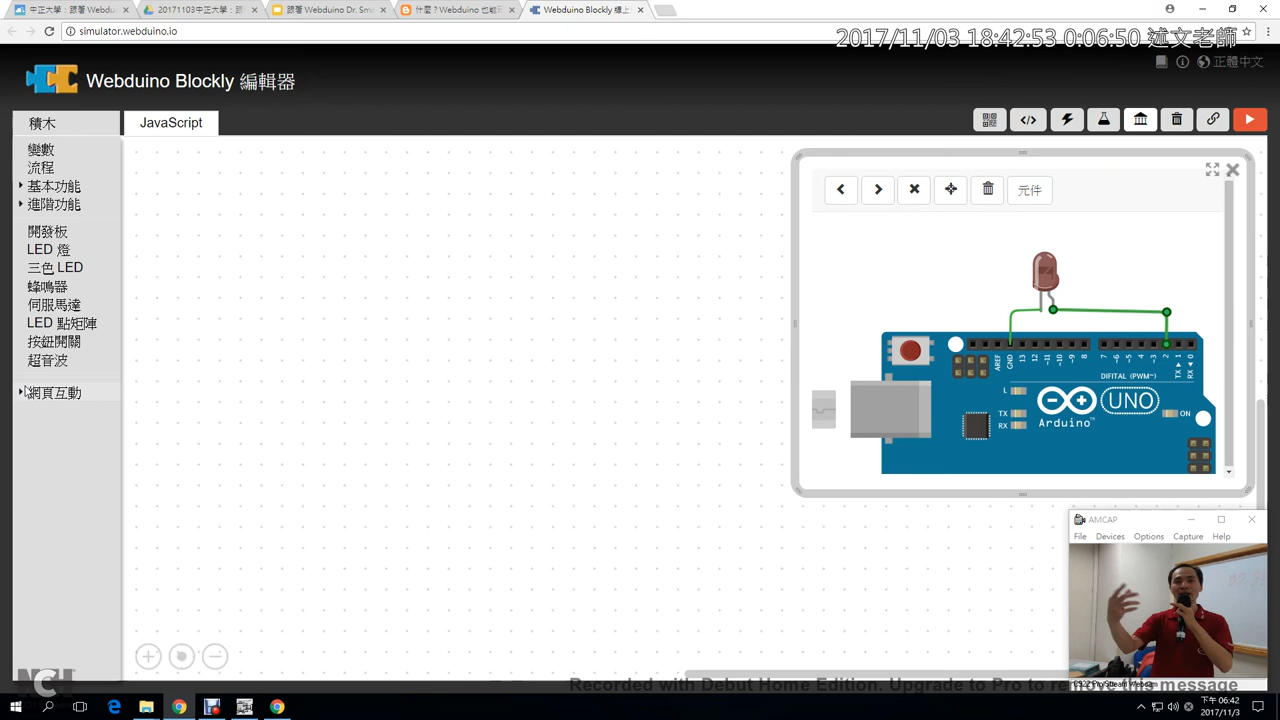 中正大學：跟著 Webdui
20171103中正大學：跟
跟著 Webduino Dr. Sm
什麼？Webduino 也能玩
Webduino Blockly 線上
simulator.webduino.io
2017/11/03 18:42:53 0:06:50 述文老師
Webduino Blockly 編輯器
正體中文
積木
JavaScript
變數
流程
基本功能
進階功能
開發板
LED 燈
三色 LED
蜂鳴器
伺服馬達
LED 點矩陣
按鈕開關
超音波
網頁互動
元件
AREF
GND
13
12
~11
~10
~9
8
7
~6
~5
4
~3
2
TX ▸ 1
RX ◂ 0
DIFITAL (PWM~)
L
TX
RX
UNO
Arduino™
ON
AMCAP
File Devices Options Capture Help
NCH
Recorded with Debut Home Edition. Upgrade to Pro to remove this message
下午 06:42
2017/11/3